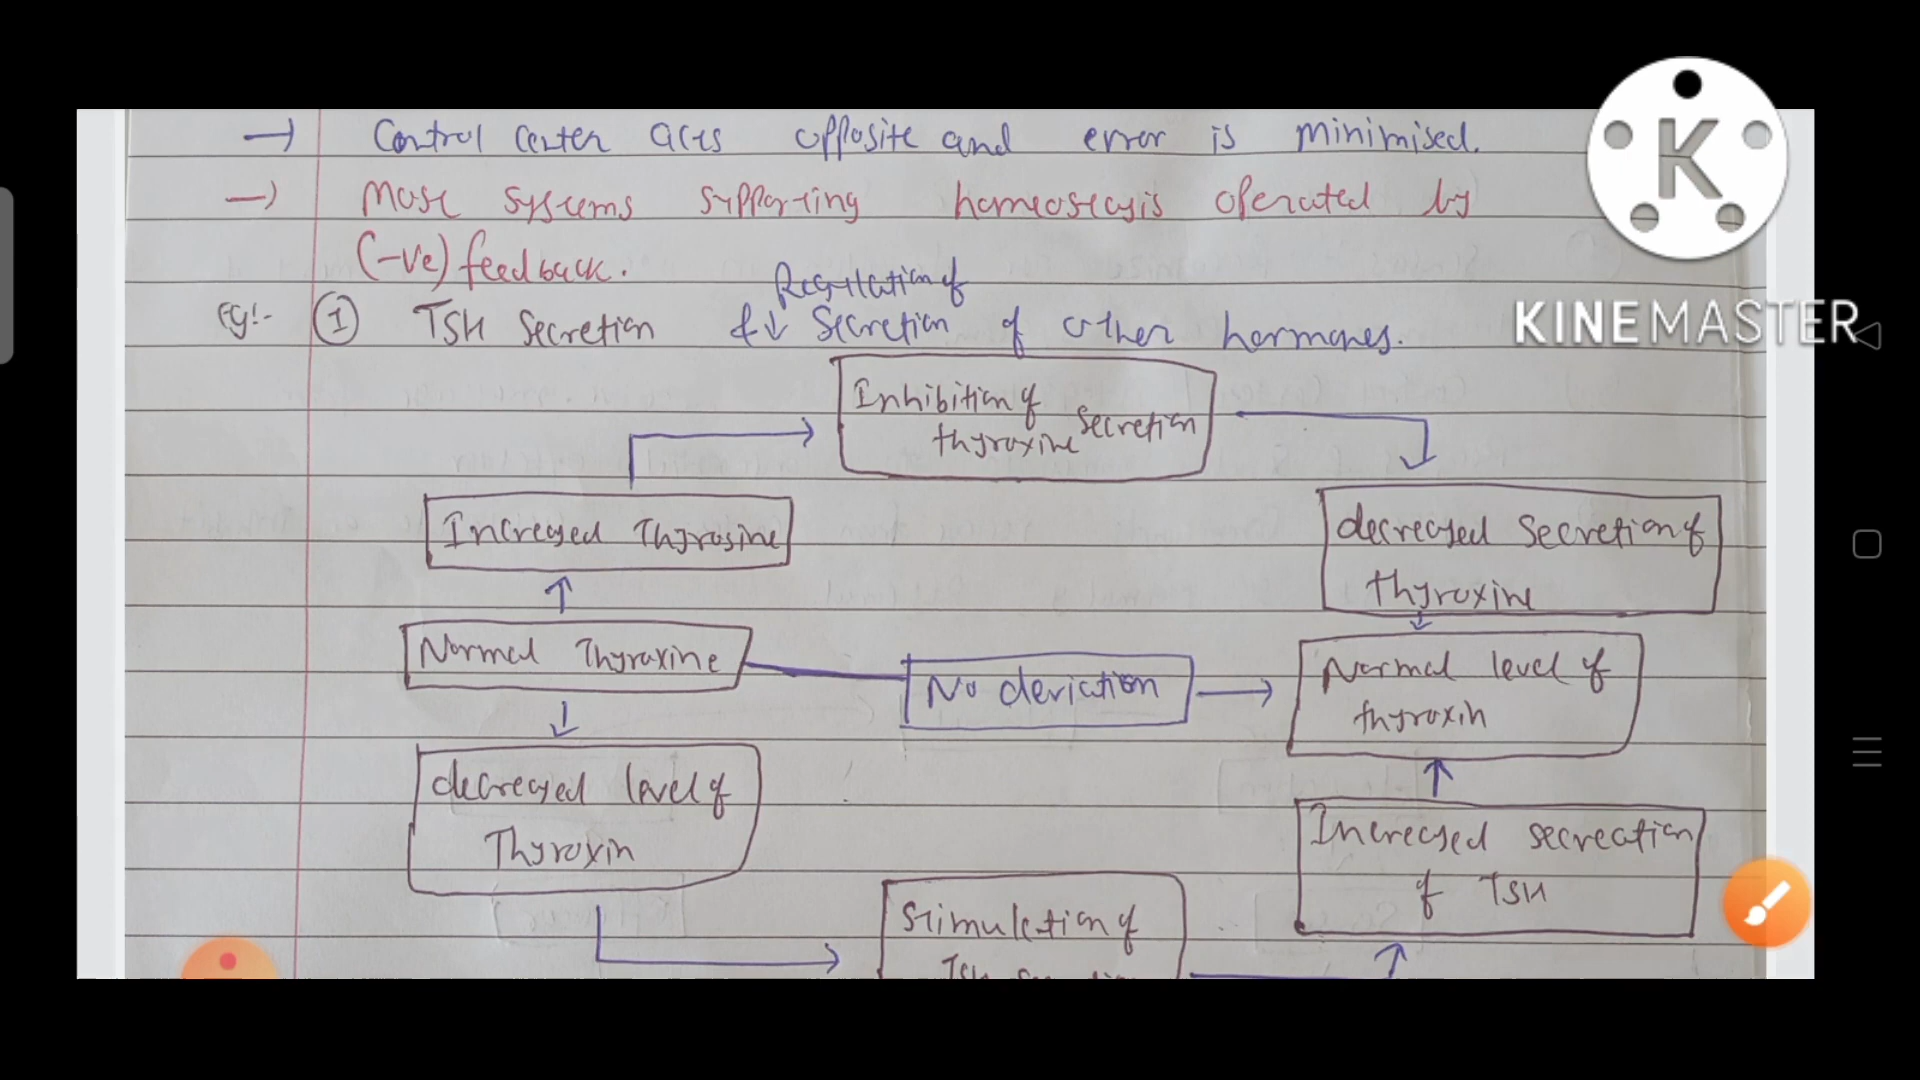 → Control center acts opposite and error is minimised.
→ Most systems supporting homeostasis operated by
(-ve) feedback.
Regulation of
Eg:- ① TSH Secretion & ↓ Secretion of other hormones.
Inhibition of
thyroxine Secretion
Increased Thyrosine
decreased Secretion of
thyroxine
Normal Thyroxine
No deviation
Normal level of
thyroxin
decreased level of
Thyroxin
Increased secreation
of TSH
Stimulation of
K
KINEMASTER